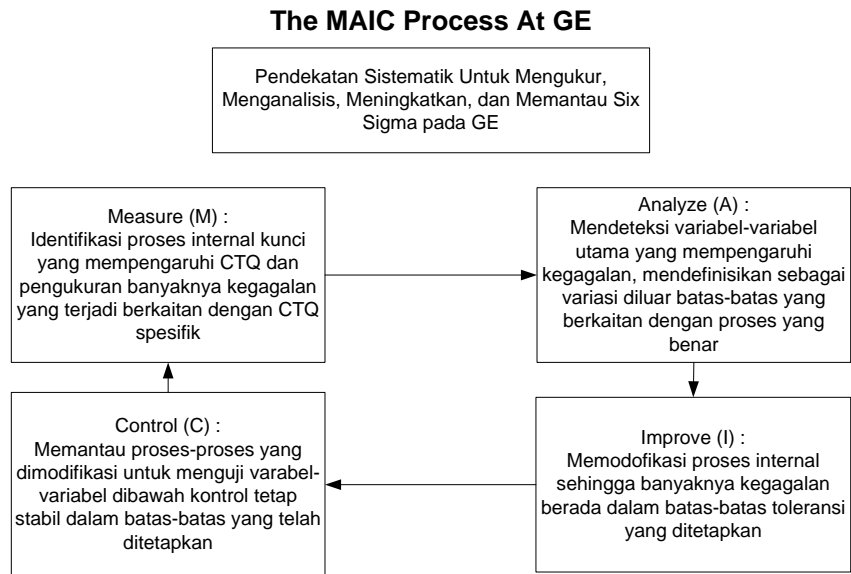 The MAIC Process At GE
Pendekatan Sistematik Untuk Mengukur,
Menganalisis, Meningkatkan, dan Memantau Six
Sigma pada GE
Measure (M) :
Identifikasi proses internal kunci
yang mempengaruhi CTQ dan
pengukuran banyaknya kegagalan
yang terjadi berkaitan dengan CTQ
spesifik
Analyze (A) :
Mendeteksi variabel-variabel
utama yang mempengaruhi
kegagalan, mendefinisikan sebagai
variasi diluar batas-batas yang
berkaitan dengan proses yang
benar
Control (C) :
Memantau proses-proses yang
dimodifikasi untuk menguji varabel-
variabel dibawah kontrol tetap
stabil dalam batas-batas yang telah
ditetapkan
Improve (I) :
Memodofikasi proses internal
sehingga banyaknya kegagalan
berada dalam batas-batas toleransi
yang ditetapkan